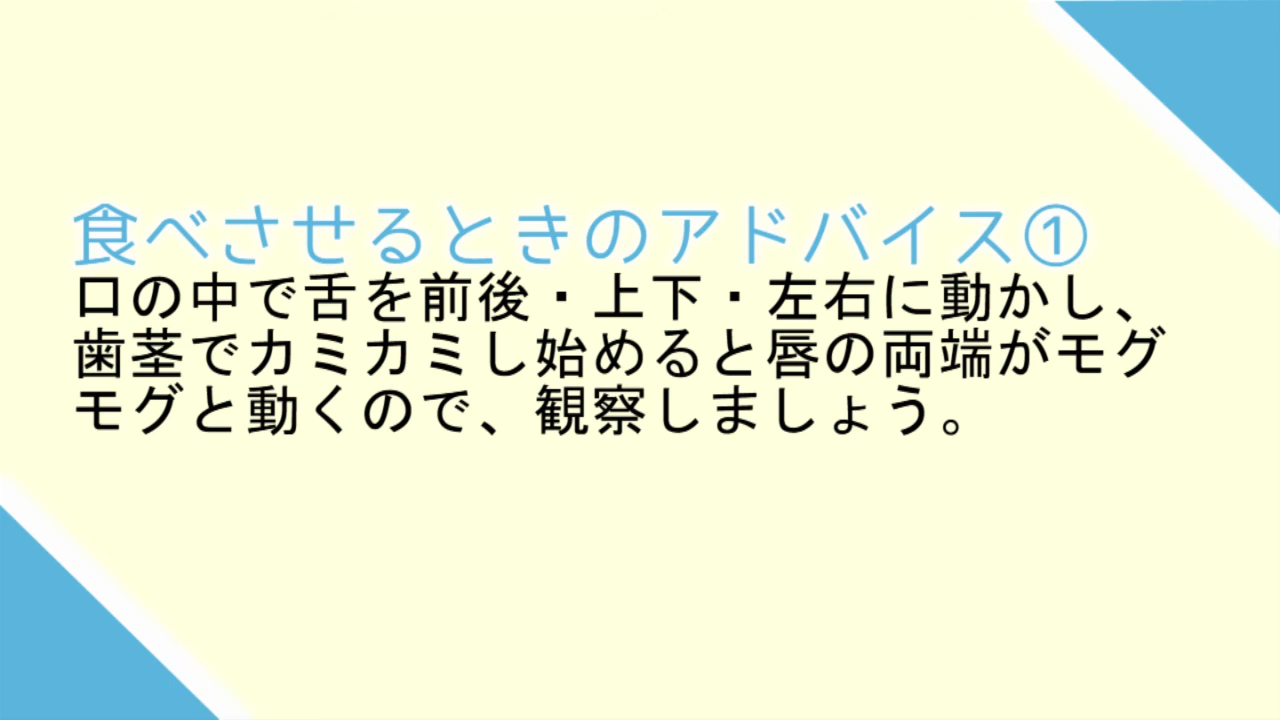 食べさせるときのアドバイス①
口の中で舌を前後・上下・左右に動かし、
歯茎でカミカミし始めると唇の両端がモグ
モグと動くので、観察しましょう。